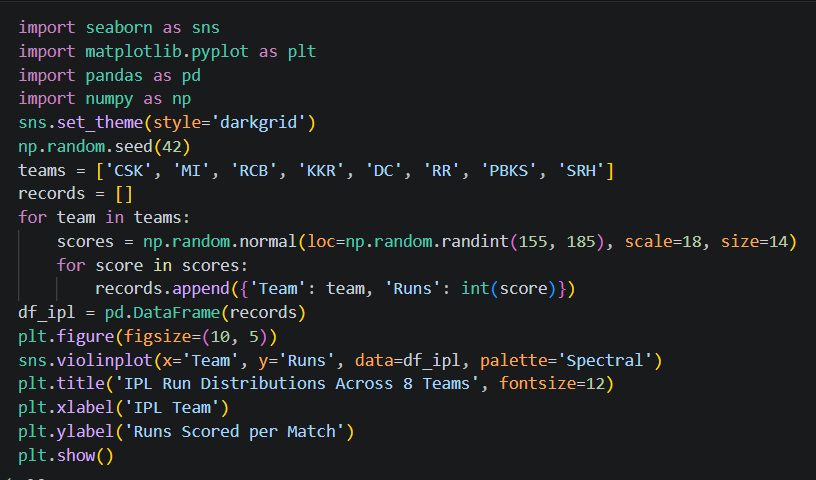 import seaborn as sns
import matplotlib.pyplot as plt
import pandas as pd
import numpy as np
sns.set_theme(style='darkgrid')
np.random.seed(42)
teams = ['CSK', 'MI', 'RCB', 'KKR', 'DC', 'RR', 'PBKS', 'SRH']
records = []
for team in teams:
    scores = np.random.normal(loc=np.random.randint(155, 185), scale=18, size=14)
    for score in scores:
        records.append({'Team': team, 'Runs': int(score)})
df_ipl = pd.DataFrame(records)
plt.figure(figsize=(10, 5))
sns.violinplot(x='Team', y='Runs', data=df_ipl, palette='Spectral')
plt.title('IPL Run Distributions Across 8 Teams', fontsize=12)
plt.xlabel('IPL Team')
plt.ylabel('Runs Scored per Match')
plt.show()